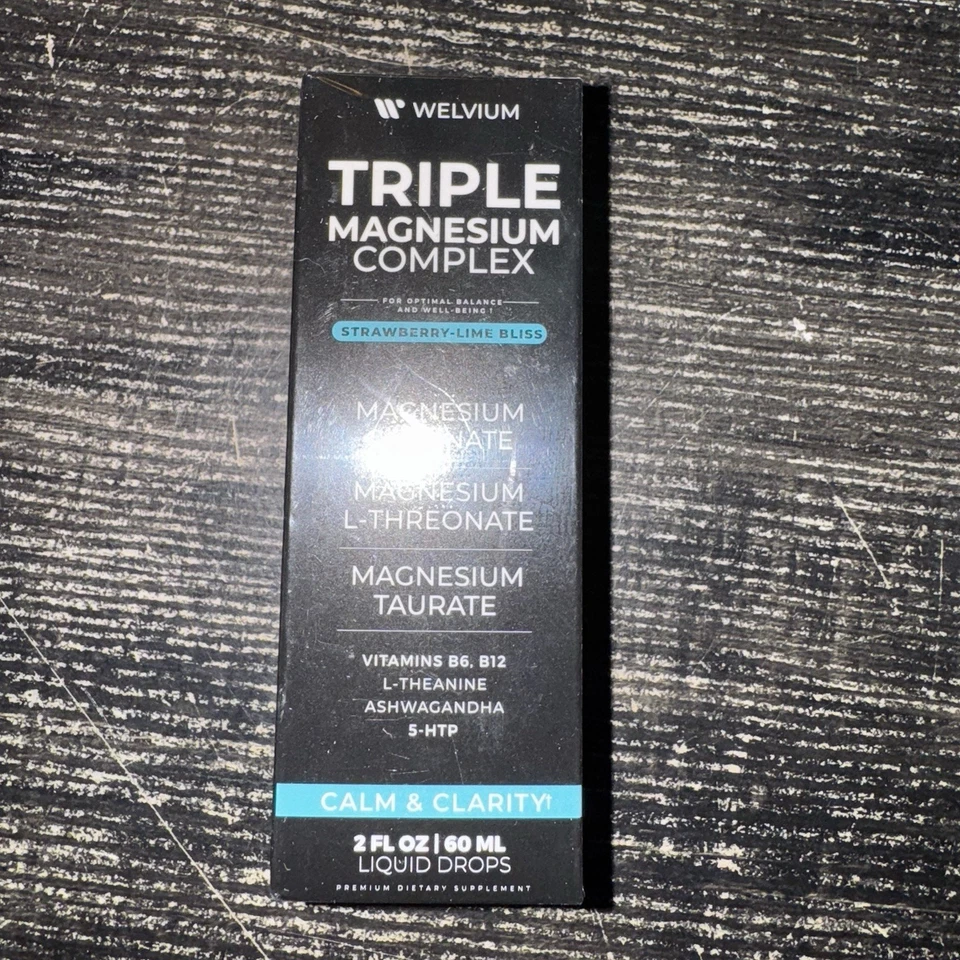 WELVIUM
TRIPLE
MAGNESIUM
COMPLEX
FOR OPTIMAL BALANCE
AND WELL-BEING †
STRAWBERRY-LIME BLISS
MAGNESIUM
MAGNESIUM
L-THREONATE
MAGNESIUM
TAURATE
VITAMINS B6, B12
L-THEANINE
ASHWAGANDHA
5-HTP
CALM & CLARITY†
2 FL OZ | 60 ML
LIQUID DROPS
PREMIUM DIETARY SUPPLEMENT